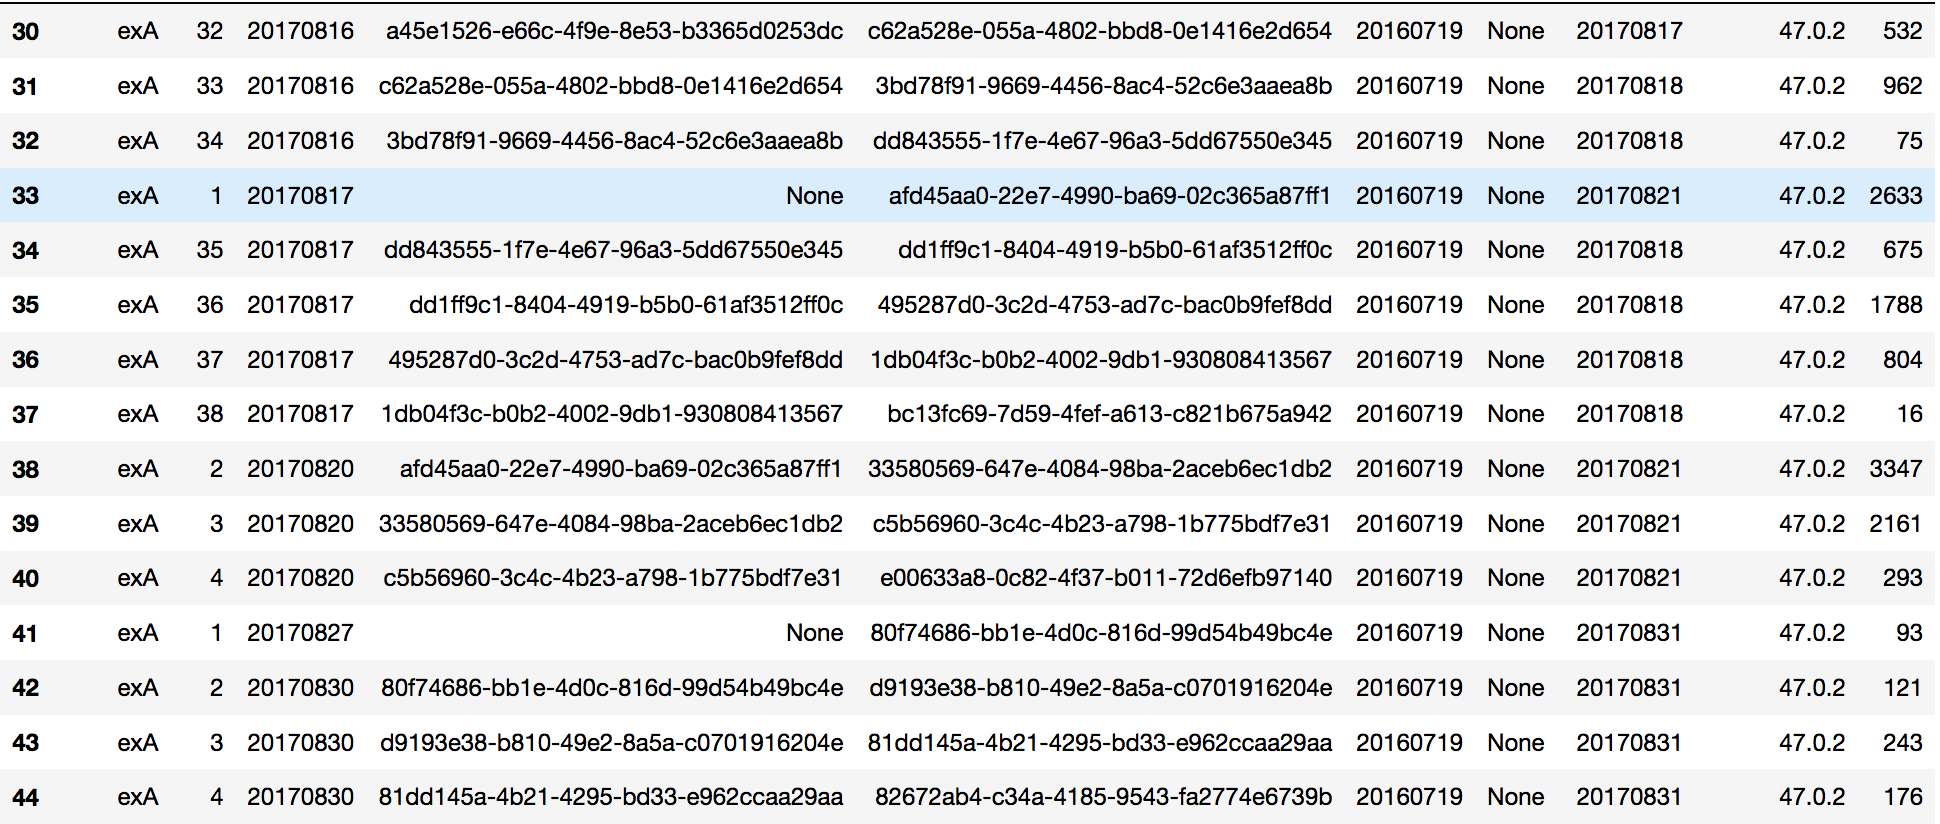 30 exA 32 20170816 a45e1526-e66c-4f9e-8e53-b3365d0253dc c62a528e-055a-4802-bbd8-0e1416e2d654 20160719 None 20170817 47.0.2 532
31 exA 33 20170816 c62a528e-055a-4802-bbd8-0e1416e2d654 3bd78f91-9669-4456-8ac4-52c6e3aaea8b 20160719 None 20170818 47.0.2 962
32 exA 34 20170816 3bd78f91-9669-4456-8ac4-52c6e3aaea8b dd843555-1f7e-4e67-96a3-5dd67550e345 20160719 None 20170818 47.0.2 75
33 exA 1 20170817 None afd45aa0-22e7-4990-ba69-02c365a87ff1 20160719 None 20170821 47.0.2 2633
34 exA 35 20170817 dd843555-1f7e-4e67-96a3-5dd67550e345 dd1ff9c1-8404-4919-b5b0-61af3512ff0c 20160719 None 20170818 47.0.2 675
35 exA 36 20170817 dd1ff9c1-8404-4919-b5b0-61af3512ff0c 495287d0-3c2d-4753-ad7c-bac0b9fef8dd 20160719 None 20170818 47.0.2 1788
36 exA 37 20170817 495287d0-3c2d-4753-ad7c-bac0b9fef8dd 1db04f3c-b0b2-4002-9db1-930808413567 20160719 None 20170818 47.0.2 804
37 exA 38 20170817 1db04f3c-b0b2-4002-9db1-930808413567 bc13fc69-7d59-4fef-a613-c821b675a942 20160719 None 20170818 47.0.2 16
38 exA 2 20170820 afd45aa0-22e7-4990-ba69-02c365a87ff1 33580569-647e-4084-98ba-2aceb6ec1db2 20160719 None 20170821 47.0.2 3347
39 exA 3 20170820 33580569-647e-4084-98ba-2aceb6ec1db2 c5b56960-3c4c-4b23-a798-1b775bdf7e31 20160719 None 20170821 47.0.2 2161
40 exA 4 20170820 c5b56960-3c4c-4b23-a798-1b775bdf7e31 e00633a8-0c82-4f37-b011-72d6efb97140 20160719 None 20170821 47.0.2 293
41 exA 1 20170827 None 80f74686-bb1e-4d0c-816d-99d54b49bc4e 20160719 None 20170831 47.0.2 93
42 exA 2 20170830 80f74686-bb1e-4d0c-816d-99d54b49bc4e d9193e38-b810-49e2-8a5a-c0701916204e 20160719 None 20170831 47.0.2 121
43 exA 3 20170830 d9193e38-b810-49e2-8a5a-c0701916204e 81dd145a-4b21-4295-bd33-e962ccaa29aa 20160719 None 20170831 47.0.2 243
44 exA 4 20170830 81dd145a-4b21-4295-bd33-e962ccaa29aa 82672ab4-c34a-4185-9543-fa2774e6739b 20160719 None 20170831 47.0.2 176